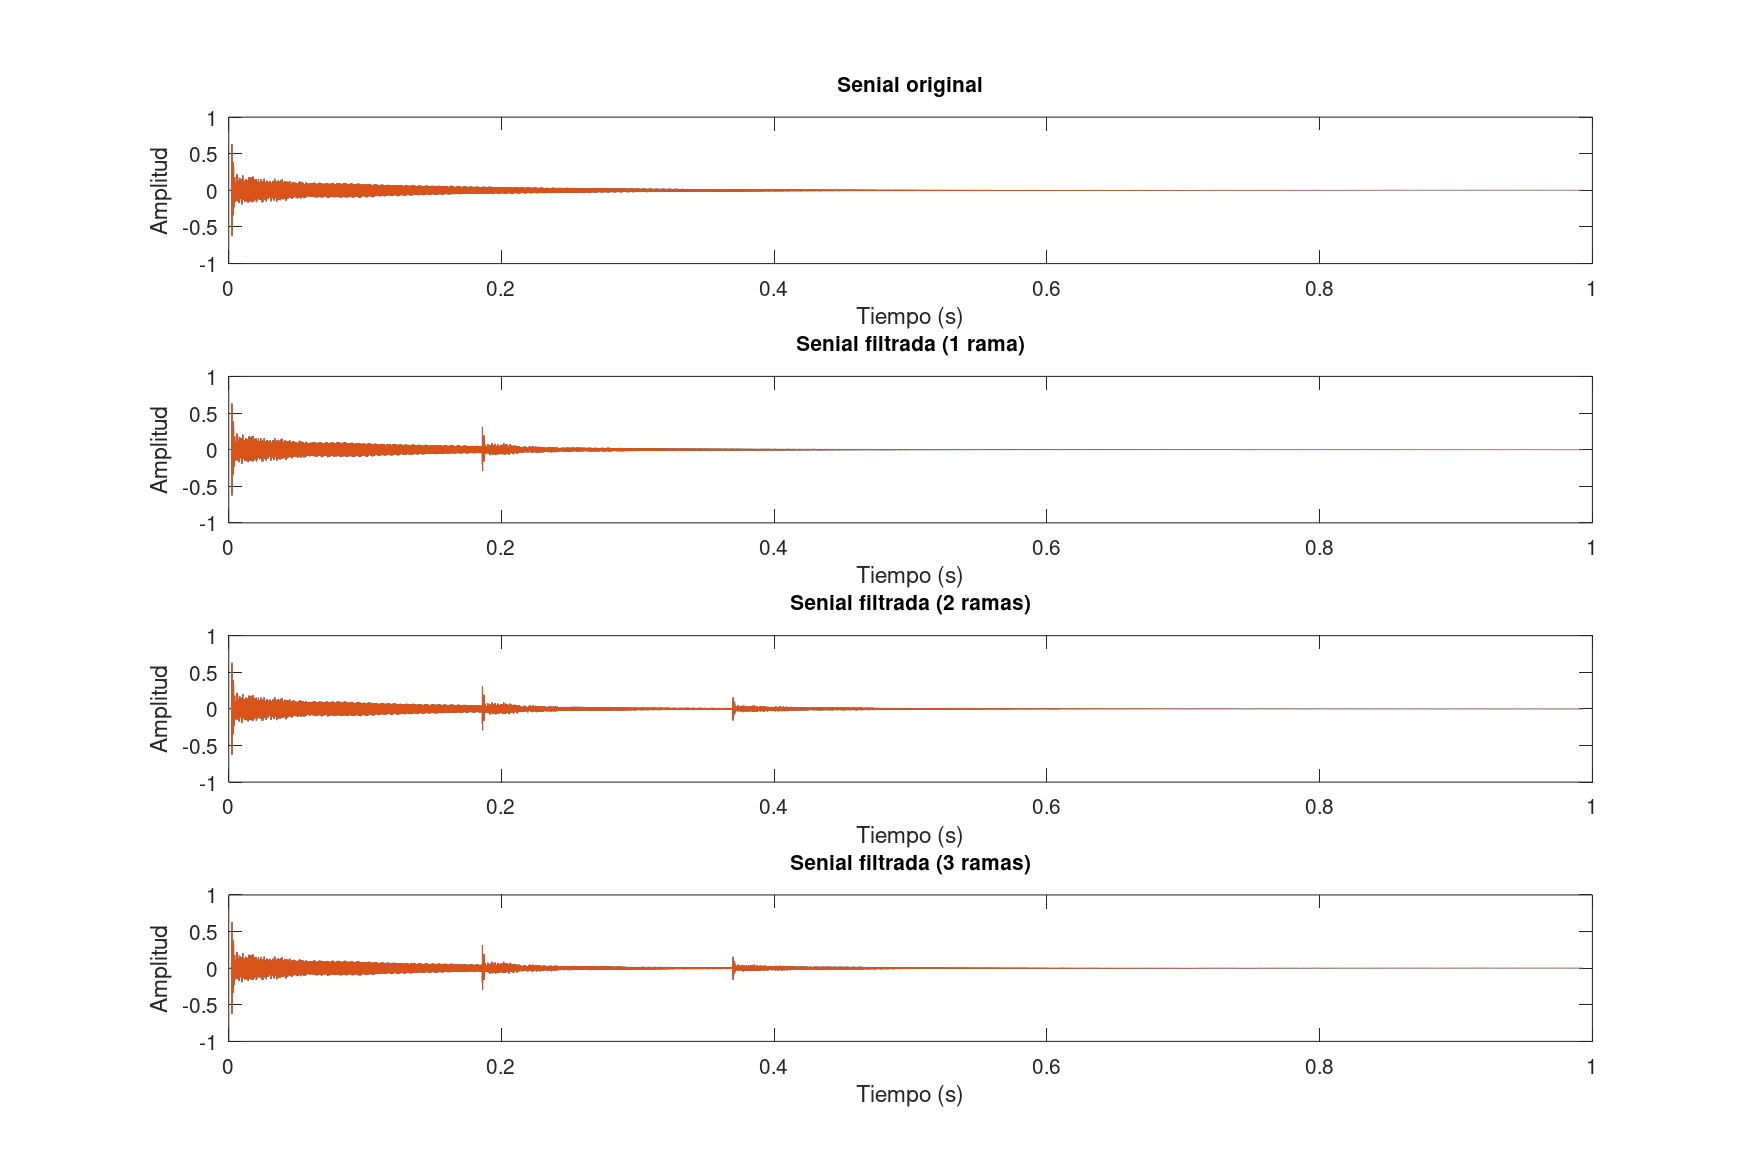 Senial original
1
0.5
0
-0.5
-1
Amplitud
0 0.2 0.4 0.6 0.8 1
Tiempo (s)
Senial filtrada (1 rama)
1
0.5
0
-0.5
-1
Amplitud
0 0.2 0.4 0.6 0.8 1
Tiempo (s)
Senial filtrada (2 ramas)
1
0.5
0
-0.5
-1
Amplitud
0 0.2 0.4 0.6 0.8 1
Tiempo (s)
Senial filtrada (3 ramas)
1
0.5
0
-0.5
-1
Amplitud
0 0.2 0.4 0.6 0.8 1
Tiempo (s)